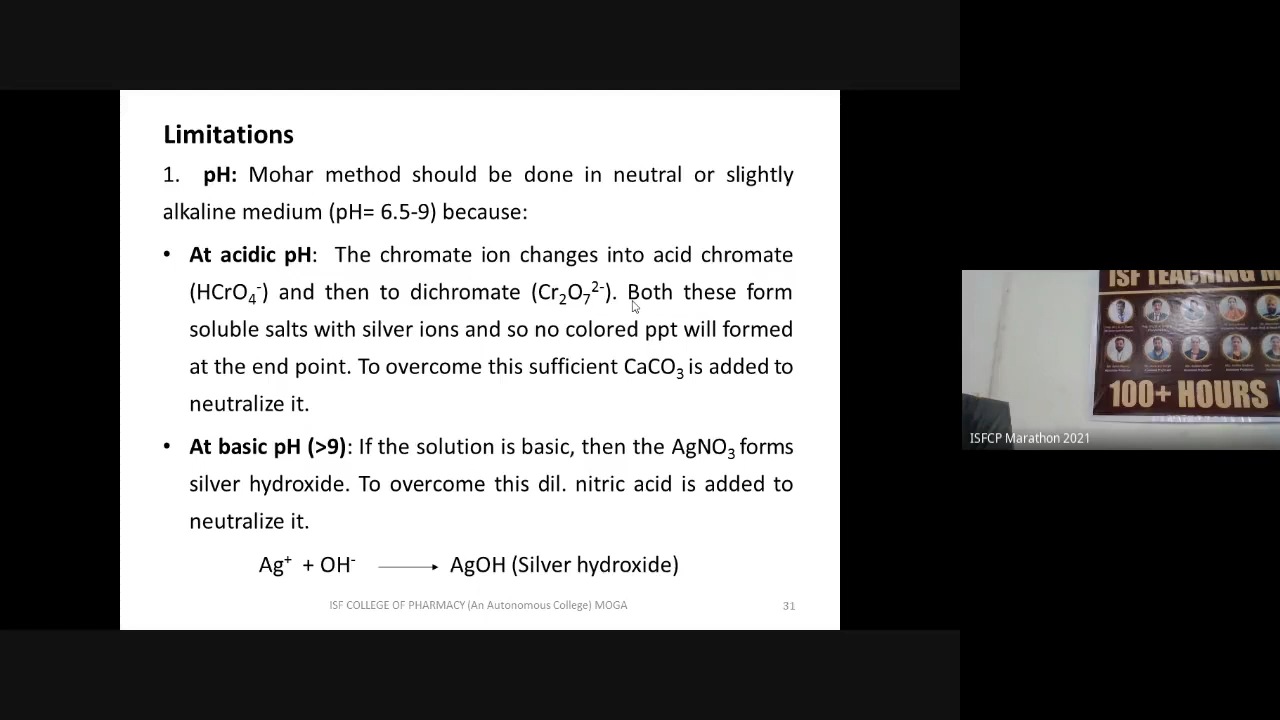 Limitations
1. pH: Mohar method should be done in neutral or slightly
alkaline medium (pH= 6.5-9) because:
• At acidic pH: The chromate ion changes into acid chromate
(HCrO₄⁻) and then to dichromate (Cr₂O₇²⁻). Both these form
soluble salts with silver ions and so no colored ppt will formed
at the end point. To overcome this sufficient CaCO₃ is added to
neutralize it.
• At basic pH (>9): If the solution is basic, then the AgNO₃ forms
silver hydroxide. To overcome this dil. nitric acid is added to
neutralize it.
Ag⁺ + OH⁻ ⟶ AgOH (Silver hydroxide)
ISF COLLEGE OF PHARMACY (An Autonomous College) MOGA
31
ISF TEACHING
100+ HOURS
ISFCP Marathon 2021